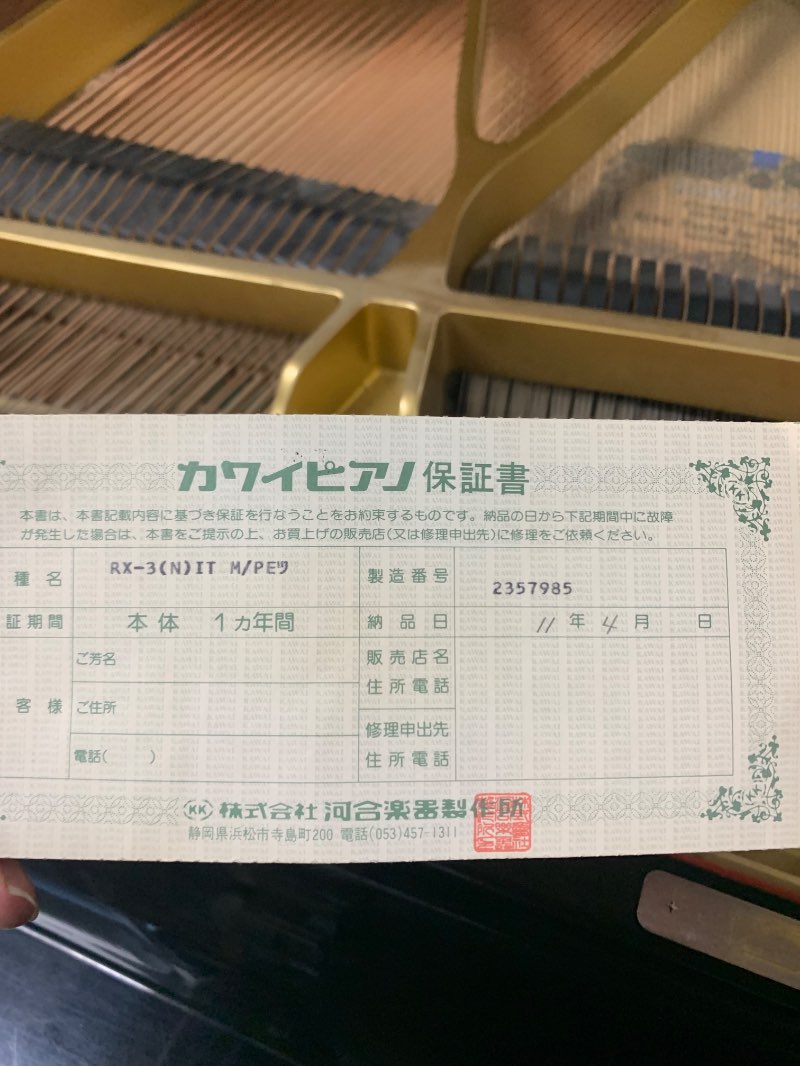 カワイピアノ保証書
本書は、本書記載内容に基づき保証を行なうことをお約束するものです。納品の日から下記期間中に故障
が発生した場合は、本書をご提示の上、お買上げの販売店(又は修理申出先)に修理をご依頼ください。
種名 RX-3(N)IT M/PEツ 製造番号 2357985
証期間 本体 1カ年間 納品日 11年4月 日
客様 ご芳名
ご住所
電話( )
販売店名
住所電話
修理申出先
住所電話
KK 株式会社 河合楽器製作所
静岡県浜松市寺島町200 電話(053)457-1311